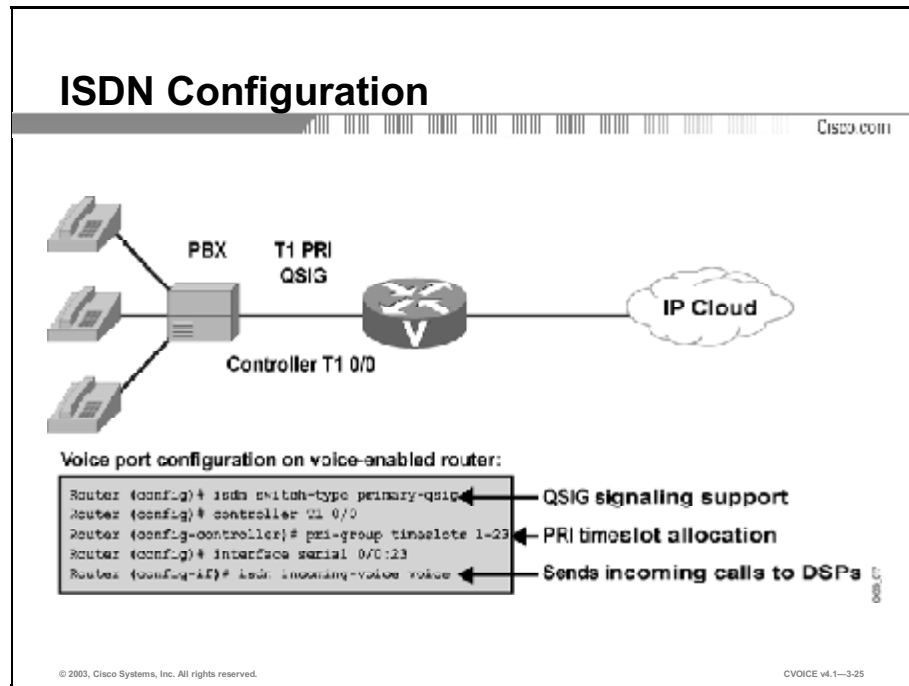 ISDN Configuration
Cisco.com
PBX
T1 PRI
QSIG
IP Cloud
V
Controller T1 0/0
Voice port configuration on voice-enabled router:
Router (config)# isdn switch-type primary-qsig
QSIG signaling support
Router (config)# controller T1 0/0
Router (config-controller)# pri-group timeslots 1-23
PRI timeslot allocation
Router (config)# interface serial 0/0:23
Router (config-if)# isdn incoming-voice voice
Sends incoming calls to DSPs
© 2003, Cisco Systems, Inc. All rights reserved.
CVOICE v4.1—3-25